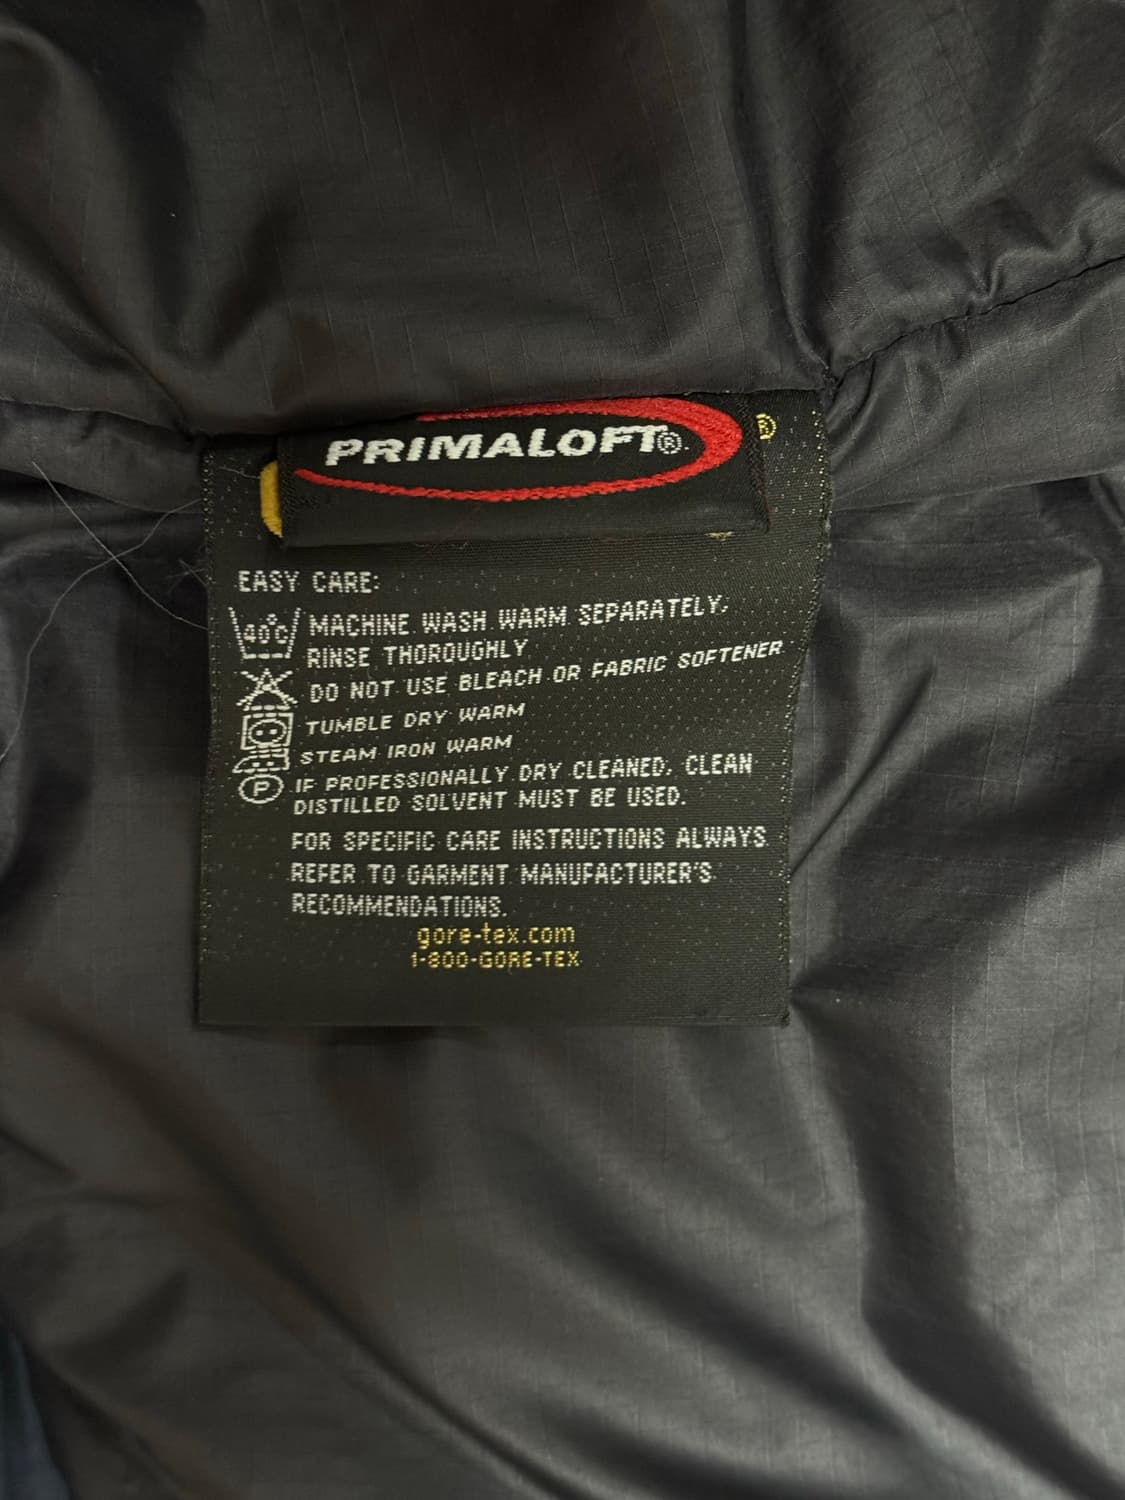 PRIMALOFT®
®
EASY CARE:
40°C MACHINE WASH WARM SEPARATELY,
RINSE THOROUGHLY
DO NOT USE BLEACH OR FABRIC SOFTENER
TUMBLE DRY WARM
STEAM IRON WARM
P IF PROFESSIONALLY DRY CLEANED, CLEAN
DISTILLED SOLVENT MUST BE USED.
FOR SPECIFIC CARE INSTRUCTIONS ALWAYS
REFER TO GARMENT MANUFACTURER'S
RECOMMENDATIONS.
gore-tex.com
1-800-GORE-TEX